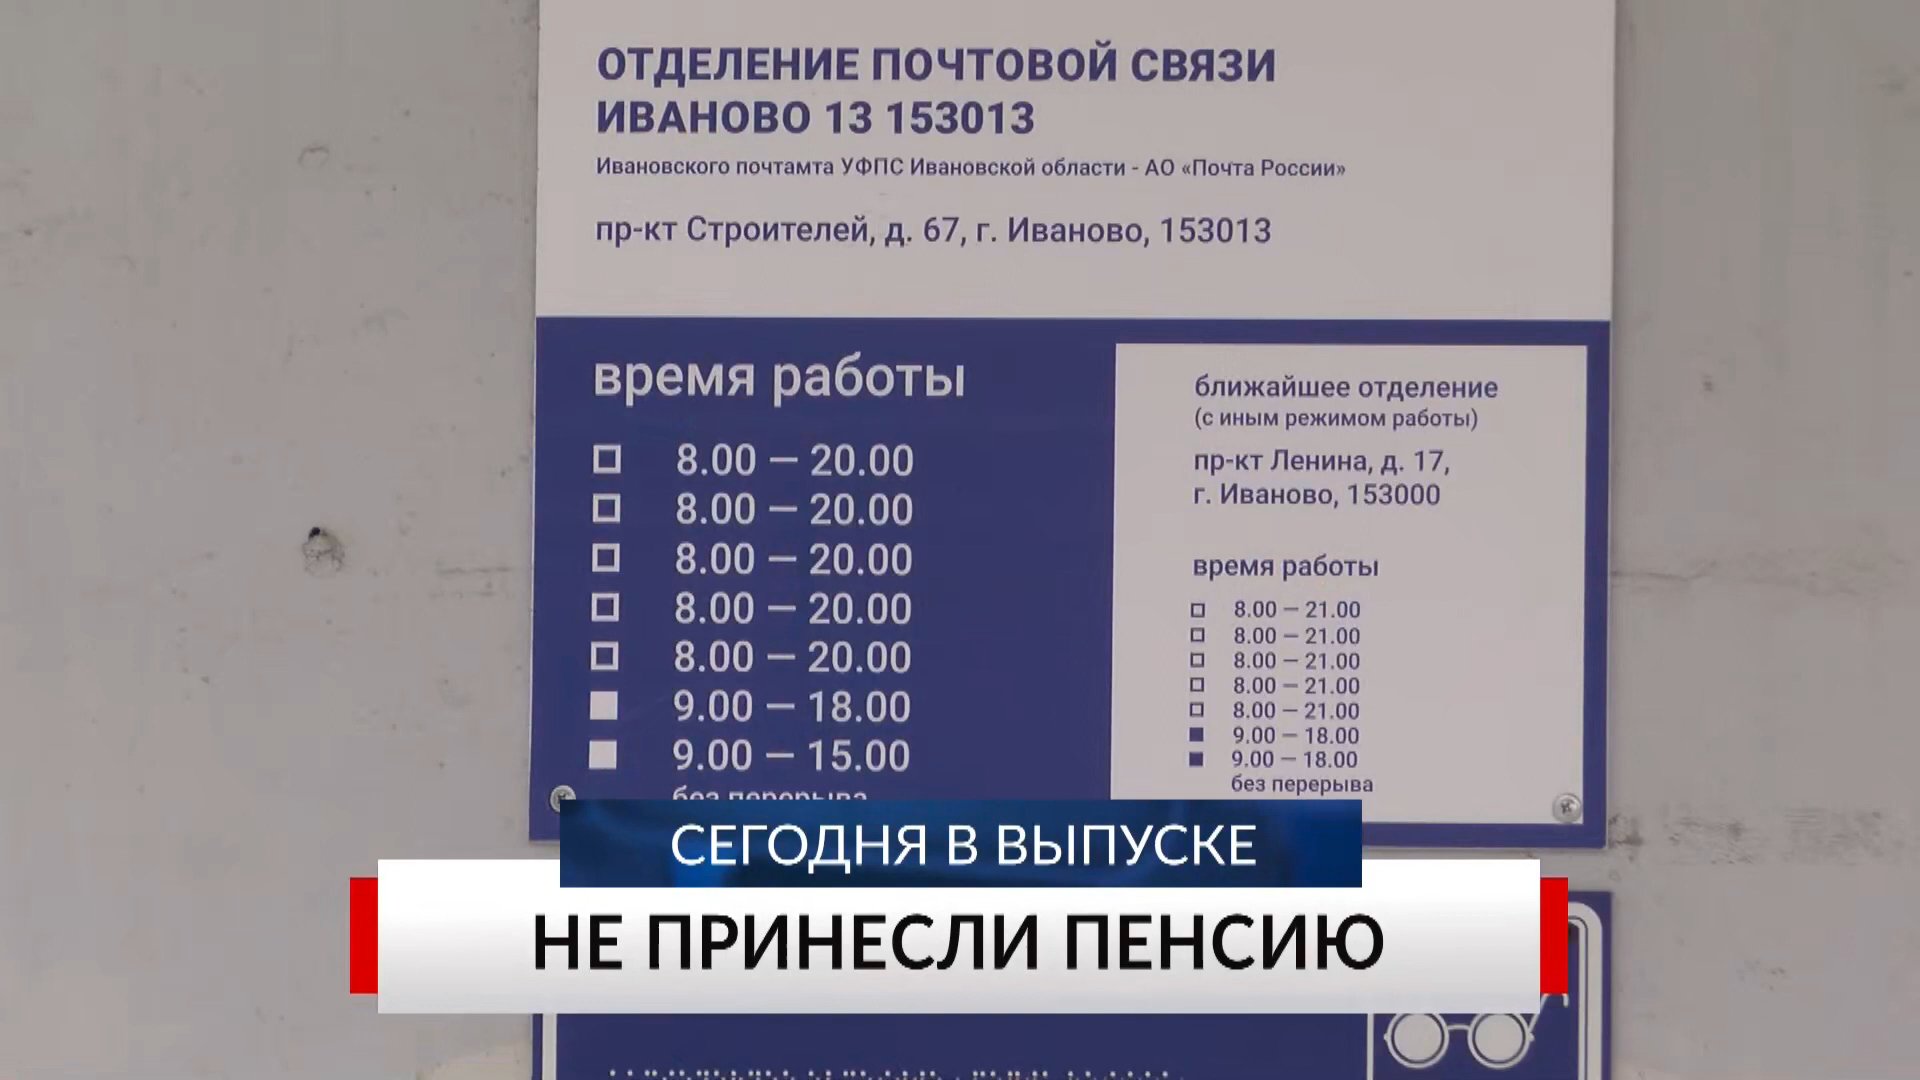 ОТДЕЛЕНИЕ ПОЧТОВОЙ СВЯЗИ
ИВАНОВО 13 153013
Ивановского почтамта УФПС Ивановской области - АО «Почта России»
пр-кт Строителей, д. 67, г. Иваново, 153013
время работы
8.00 — 20.00
8.00 — 20.00
8.00 — 20.00
8.00 — 20.00
8.00 — 20.00
9.00 — 18.00
9.00 — 15.00
без перерыва
ближайшее отделение
(с иным режимом работы)
пр-кт Ленина, д. 17,
г. Иваново, 153000
время работы
8.00 — 21.00
8.00 — 21.00
8.00 — 21.00
8.00 — 21.00
8.00 — 21.00
9.00 — 18.00
9.00 — 18.00
без перерыва
СЕГОДНЯ В ВЫПУСКЕ
НЕ ПРИНЕСЛИ ПЕНСИЮ